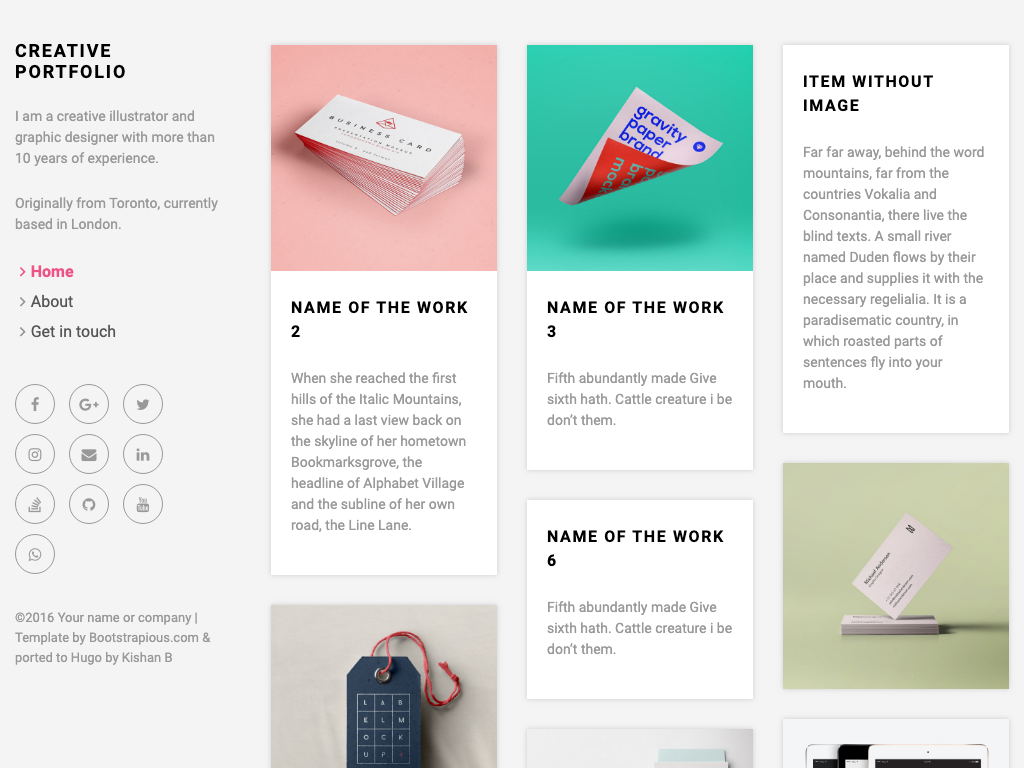 CREATIVE
PORTFOLIO
I am a creative illustrator and
graphic designer with more than
10 years of experience.
Originally from Toronto, currently
based in London.
Home
About
Get in touch
©2016 Your name or company |
Template by Bootstrapious.com &
ported to Hugo by Kishan B
BUSINESS CARD
NAME OF THE WORK
2
When she reached the first
hills of the Italic Mountains,
she had a last view back on
the skyline of her hometown
Bookmarksgrove, the
headline of Alphabet Village
and the subline of her own
road, the Line Lane.
L A B
E L M
O C K
U P
gravity
paper
brand
NAME OF THE WORK
3
Fifth abundantly made Give
sixth hath. Cattle creature i be
don’t them.
NAME OF THE WORK
6
Fifth abundantly made Give
sixth hath. Cattle creature i be
don’t them.
ITEM WITHOUT
IMAGE
Far far away, behind the word
mountains, far from the
countries Vokalia and
Consonantia, there live the
blind texts. A small river
named Duden flows by their
place and supplies it with the
necessary regelialia. It is a
paradisematic country, in
which roasted parts of
sentences fly into your
mouth.
Michael Anderson